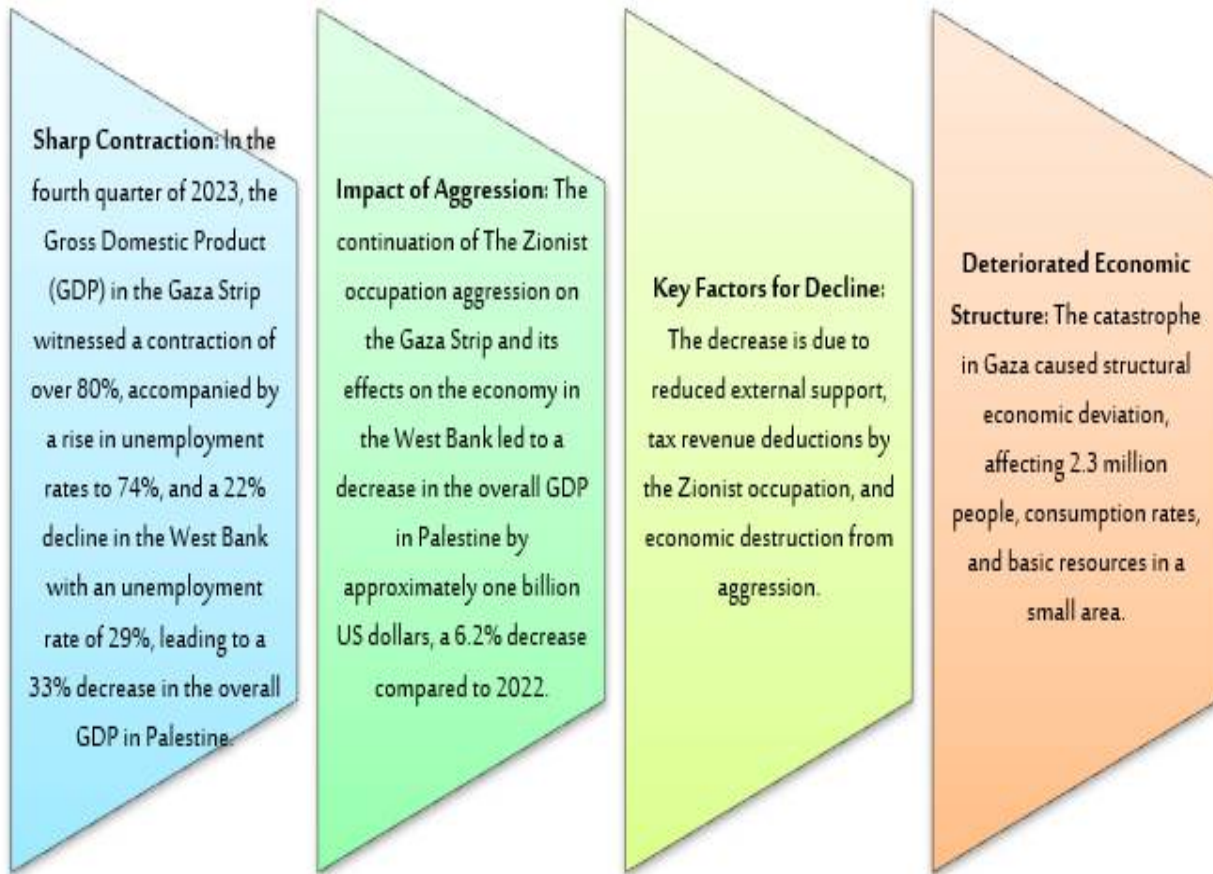 Sharp Contraction: In the
fourth quarter of 2023, the
Gross Domestic Product
(GDP) in the Gaza Strip
witnessed a contraction of
over 80%, accompanied by
a rise in unemployment
rates to 74%, and a 22%
decline in the West Bank
with an unemployment
rate of 29%, leading to a
33% decrease in the overall
GDP in Palestine.
Impact of Aggression: The
continuation of The Zionist
occupation aggression on
the Gaza Strip and its
effects on the economy in
the West Bank led to a
decrease in the overall GDP
in Palestine by
approximately one billion
US dollars, a 6.2% decrease
compared to 2022.
Key Factors for Decline:
The decrease is due to
reduced external support,
tax revenue deductions by
the Zionist occupation, and
economic destruction from
aggression.
Deteriorated Economic
Structure: The catastrophe
in Gaza caused structural
economic deviation,
affecting 2.3 million
people, consumption rates,
and basic resources in a
small area.